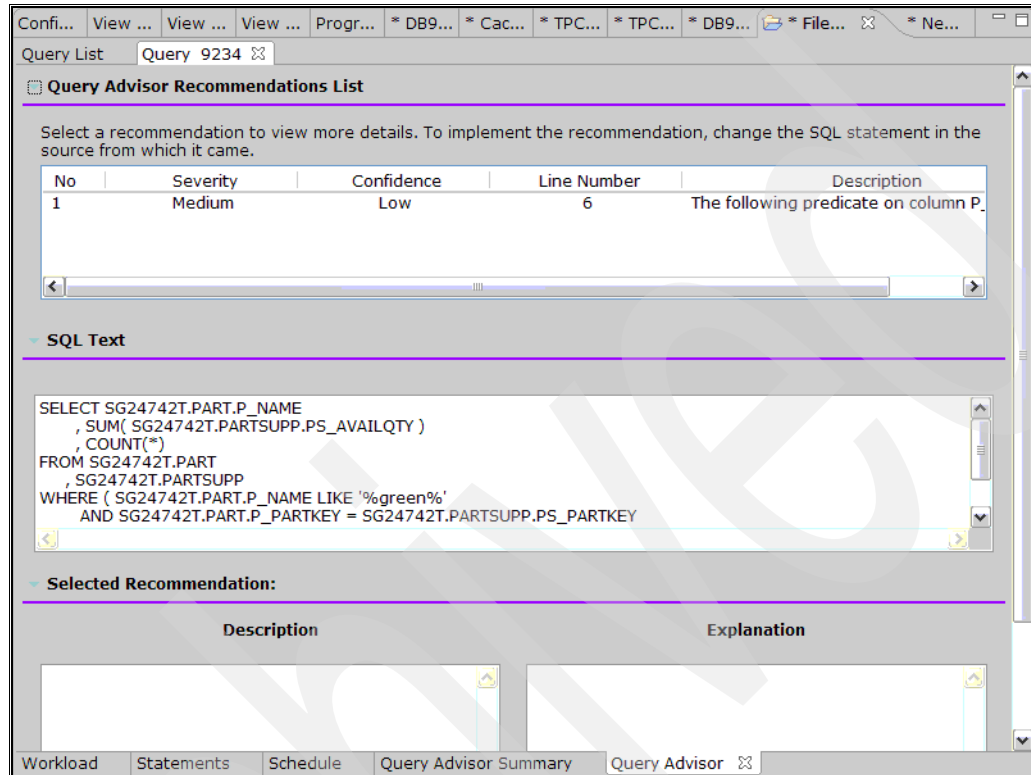 Confi... View ... View ... View ... Progr... * DB9... * Cac... * TPC... * TPC... * DB9... * File... * Ne...
Query List Query 9234
Query Advisor Recommendations List
Select a recommendation to view more details. To implement the recommendation, change the SQL statement in the
source from which it came.
No Severity Confidence Line Number Description
1 Medium Low 6 The following predicate on column P_
SQL Text
SELECT SG24742T.PART.P_NAME
, SUM( SG24742T.PARTSUPP.PS_AVAILQTY )
, COUNT(*)
FROM SG24742T.PART
, SG24742T.PARTSUPP
WHERE ( SG24742T.PART.P_NAME LIKE '%green%'
AND SG24742T.PART.P_PARTKEY = SG24742T.PARTSUPP.PS_PARTKEY
Selected Recommendation:
Description Explanation
Workload Statements Schedule Query Advisor Summary Query Advisor